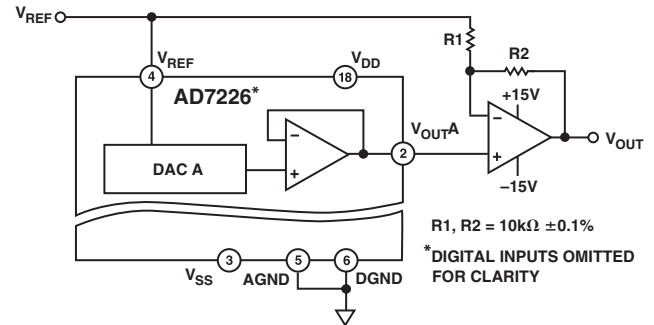 VREF
R1
R2
VREF
VDD
4
18
AD7226*
+15V
VOUTA
–
–
2
VOUT
DAC A
+
+
–15V
R1, R2 = 10kΩ ±0.1%
3
5
6
*DIGITAL INPUTS OMITTED
VSS
AGND
DGND
FOR CLARITY